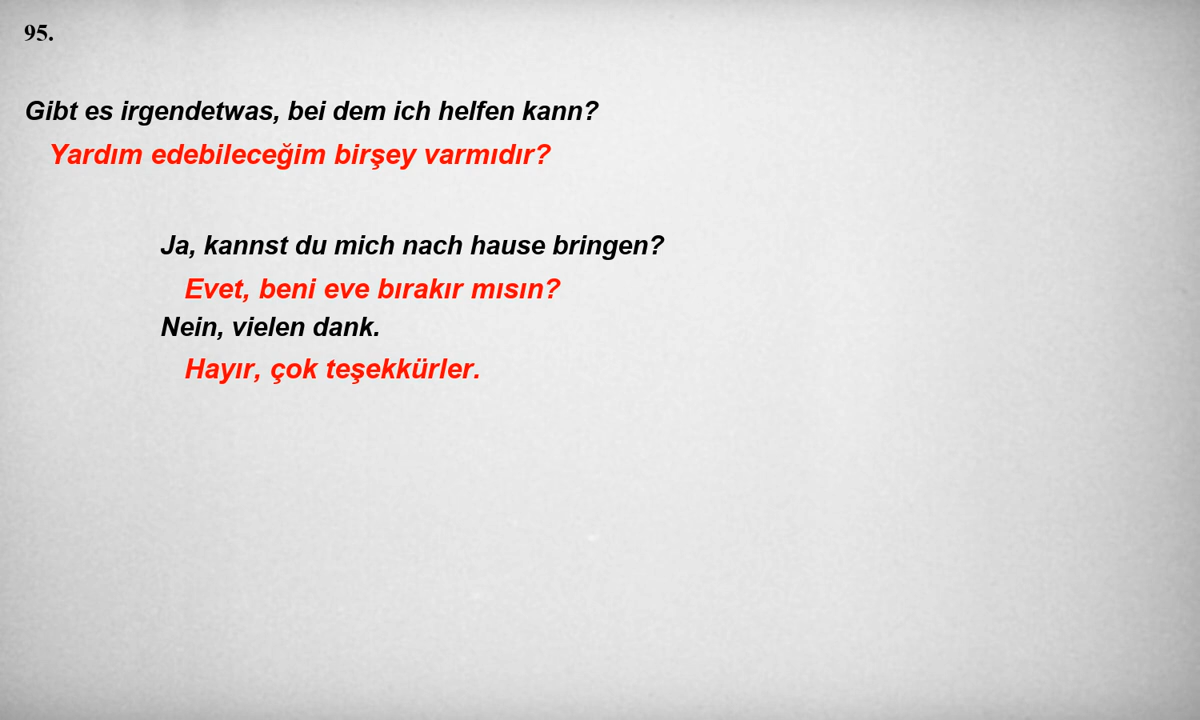 95.
Gibt es irgendetwas, bei dem ich helfen kann?
Yardım edebileceğim birşey varmıdır?
Ja, kannst du mich nach hause bringen?
Evet, beni eve bırakır mısın?
Nein, vielen dank.
Hayır, çok teşekkürler.